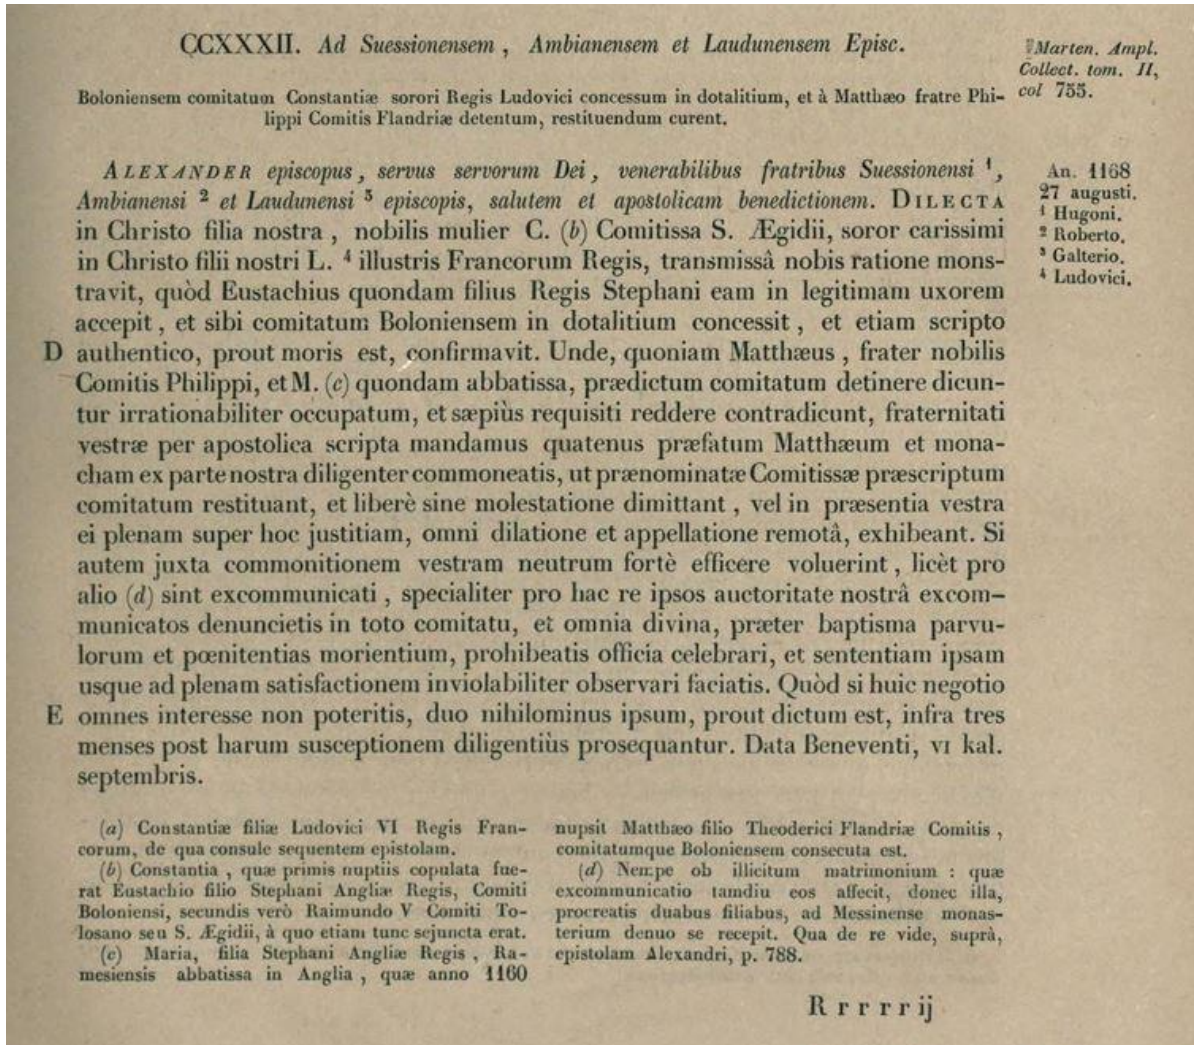 CCXXXII. Ad Suessionensem, Ambianensem et Laudunensem Episc.
Marten. Ampl.
Collect. tom. II,
col 755.
Boloniensem comitatum Constantiæ sorori Regis Ludovici concessum in dotalitium, et à Matthæo fratre Phi-
lippi Comitis Flandriæ detentum, restituendum curent.
ALEXANDER episcopus, servus servorum Dei, venerabilibus fratribus Suessionensi 1,
Ambianensi 2 et Laudunensi 3 episcopis, salutem et apostolicam benedictionem. DILECTA
in Christo filia nostra, nobilis mulier C. (b) Comitissa S. Ægidii, soror carissimi
in Christo filii nostri L. 4 illustris Francorum Regis, transmissâ nobis ratione mons-
travit, quòd Eustachius quondam filius Regis Stephani eam in legitimam uxorem
accepit, et sibi comitatum Boloniensem in dotalitium concessit, et etiam scripto
D authentico, prout moris est, confirmavit. Unde, quoniam Matthæus, frater nobilis
Comitis Philippi, et M. (c) quondam abbatissa, prædictum comitatum detinere dicun-
tur irrationabiliter occupatum, et sæpiùs requisiti reddere contradicunt, fraternitati
vestræ per apostolica scripta mandamus quatenus præfatum Matthæum et mona-
cham ex parte nostra diligenter commoneatis, ut prænominatæ Comitissæ præscriptum
comitatum restituant, et liberè sine molestatione dimittant, vel in præsentia vestra
ei plenam super hoc justitiam, omni dilatione et appellatione remotâ, exhibeant. Si
autem juxta commonitionem vestram neutrum fortè efficere voluerint, licèt pro
alio (d) sint excommunicati, specialiter pro hac re ipsos auctoritate nostrâ excom-
municatos denuncietis in toto comitatu, et omnia divina, præter baptisma parvu-
lorum et pœnitentias morientium, prohibeatis officia celebrari, et sententiam ipsam
usque ad plenam satisfactionem inviolabiliter observari faciatis. Quòd si huic negotio
E omnes interesse non poteritis, duo nihilominus ipsum, prout dictum est, infra tres
menses post harum susceptionem diligentiùs prosequantur. Data Beneventi, VI kal.
septembris.
An. 1168
27 augusti.
1 Hugoni.
2 Roberto.
3 Galterio.
4 Ludovici.
(a) Constantiæ filiæ Ludovici VI Regis Fran-
corum, de qua consule sequentem epistolam.
(b) Constantia, quæ primis nuptiis copulata fue-
rat Eustachio filio Stephani Angliæ Regis, Comiti
Boloniensi, secundis verò Raimundo V Comiti To-
losano seu S. Ægidii, à quo etiam tunc sejuncta erat.
(c) Maria, filia Stephani Angliæ Regis, Ra-
mesiensis abbatissa in Anglia, quæ anno 1160
nupsit Matthæo filio Theoderici Flandriæ Comitis,
comitatumque Boloniensem consecuta est.
(d) Nempe ob illicitum matrimonium : quæ
excommunicatio tamdiu eos affecit, donec illa,
procreatis duabus filiabus, ad Messinense monas-
terium denuo se recepit. Qua de re vide, suprà,
epistolam Alexandri, p. 788.
R r r r r ij